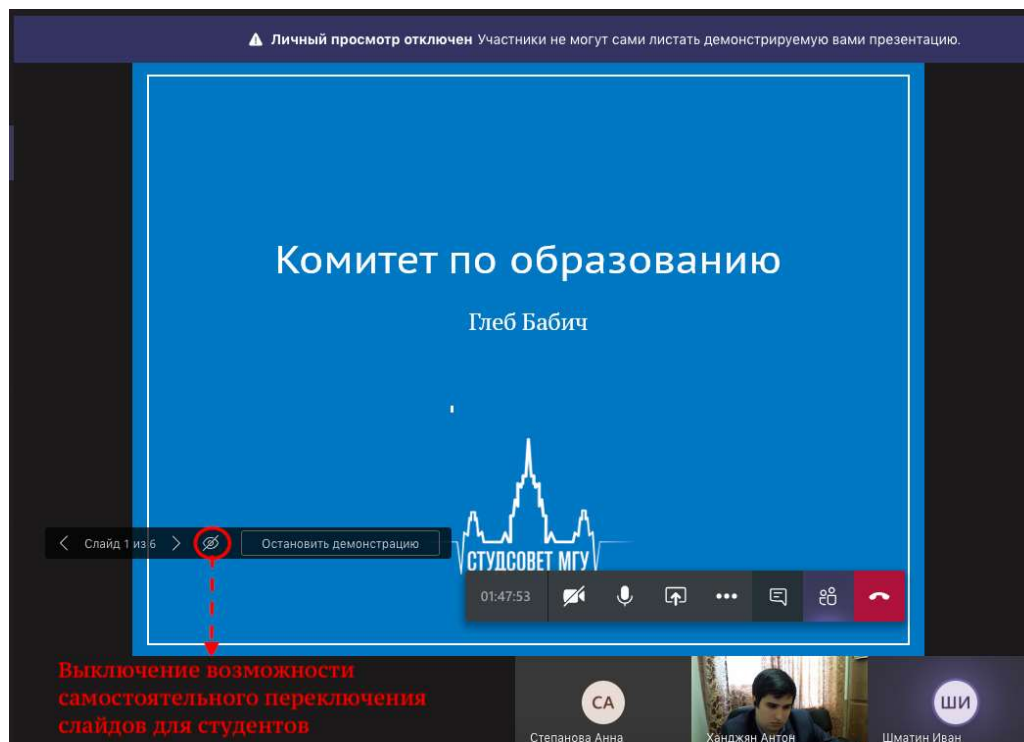 Личный просмотр отключен Участники не могут сами листать демонстрируемую вами презентацию.
Комитет по образованию
Глеб Бабич
Слайд 1 из 6
Остановить демонстрацию
СТУДСОВЕТ МГУ
01:47:53
Выключение возможности
самостоятельного переключения
слайдов для студентов
СА
ШИ
Степанова Анна
Ханджян Антон
Шматин Иван